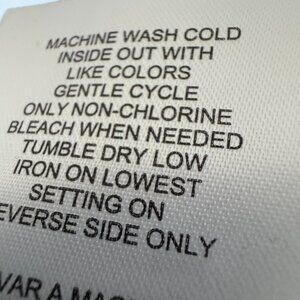 MACHINE WASH COLD
INSIDE OUT WITH
LIKE COLORS
GENTLE CYCLE
ONLY NON-CHLORINE
BLEACH WHEN NEEDED
TUMBLE DRY LOW
IRON ON LOWEST
SETTING ON
EVERSE SIDE ONLY
VAR A